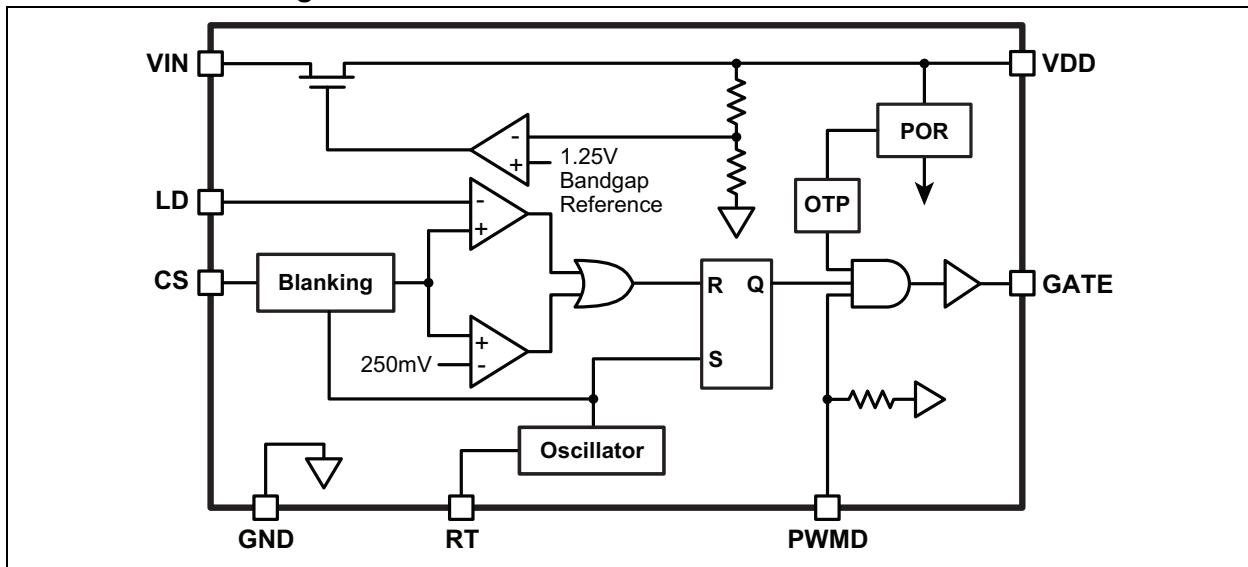 VIN
VDD
POR
-
+
1.25V
Bandgap
Reference
OTP
LD
-
+
CS
Blanking
R Q
S
GATE
+
-
250mV
Oscillator
GND
RT
PWMD